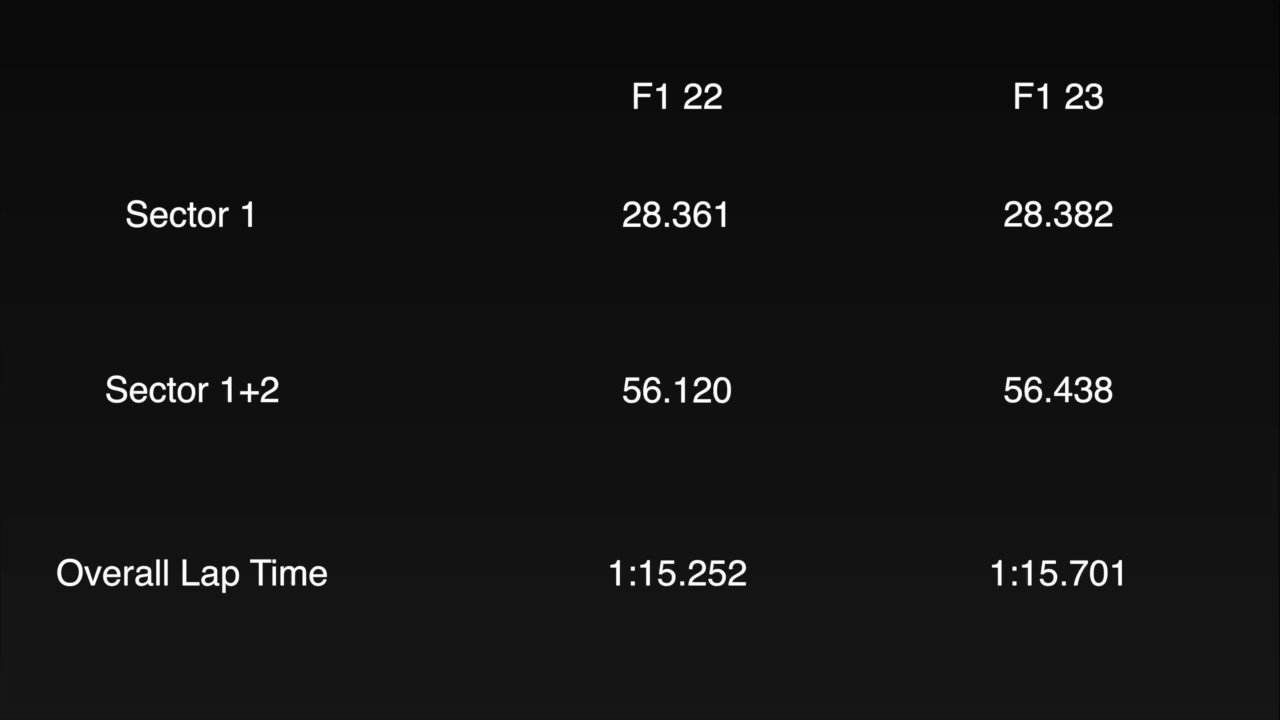 F1 22 F1 23
Sector 1 28.361 28.382
Sector 1+2 56.120 56.438
Overall Lap Time 1:15.252 1:15.701